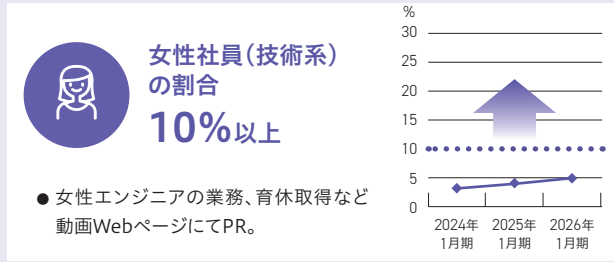 女性社員（技術系）
の割合
10%以上
● 女性エンジニアの業務、育休取得など
動画WebページにてPR。
%
30
25
20
15
10
5
0
2024年 2025年 2026年
1月期 1月期 1月期